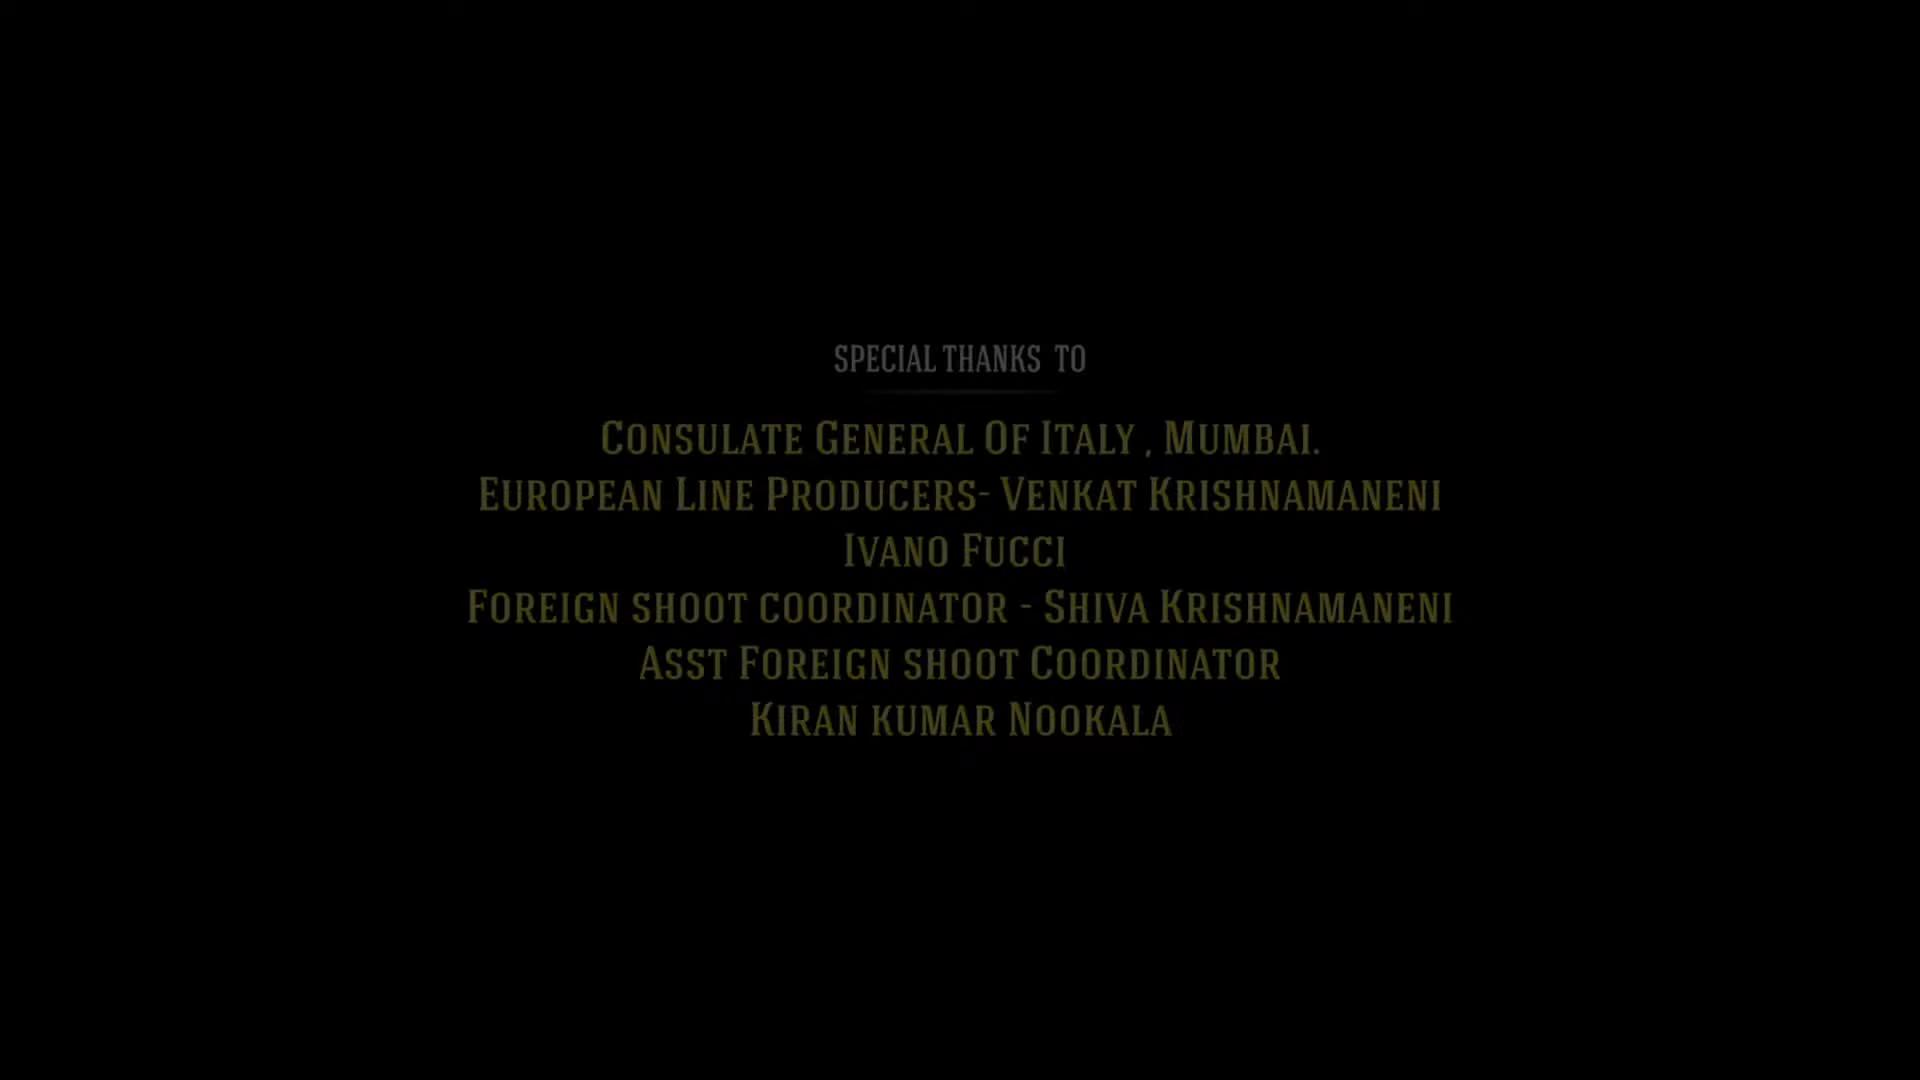 SPECIAL THANKS TO
CONSULATE GENERAL OF ITALY , MUMBAI.
EUROPEAN LINE PRODUCERS- VENKAT KRISHNAMANENI
IVANO FUCCI
FOREIGN SHOOT COORDINATOR - SHIVA KRISHNAMANENI
ASST FOREIGN SHOOT COORDINATOR
KIRAN KUMAR NOOKALA